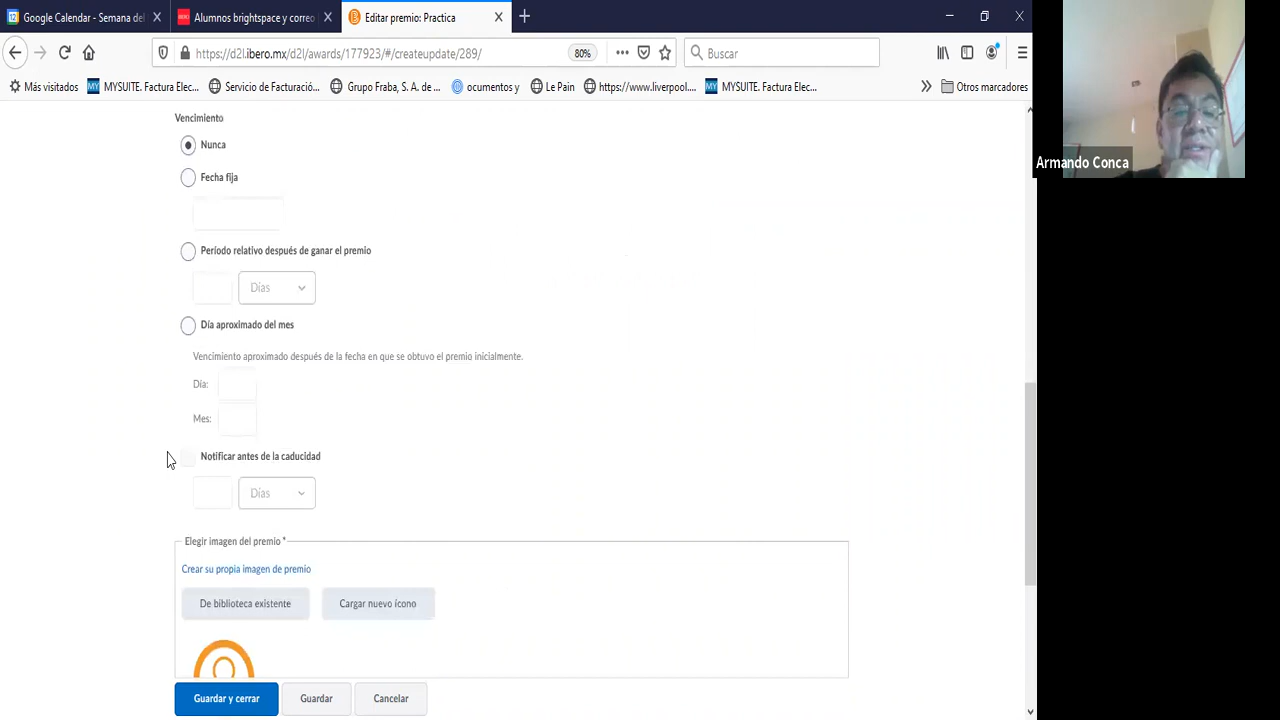 Google Calendar - Semana del
Alumnos brightspace y correo
Editar premio: Practica
https://d2l.ibero.mx/d2l/awards/177923/#/createupdate/289/
80%
Buscar
Más visitados
MYSUITE. Factura Elec...
Servicio de Facturació...
Grupo Fraba, S. A. de ...
ocumentos y
Le Pain
https://www.liverpool....
MYSUITE. Factura Elec...
Otros marcadores
Armando Conca
Vencimiento
Nunca
Fecha fija
Período relativo después de ganar el premio
Días
Día aproximado del mes
Vencimiento aproximado después de la fecha en que se obtuvo el premio inicialmente.
Día:
Mes:
Notificar antes de la caducidad
Días
Elegir imagen del premio *
Crear su propia imagen de premio
De biblioteca existente
Cargar nuevo ícono
Guardar y cerrar
Guardar
Cancelar